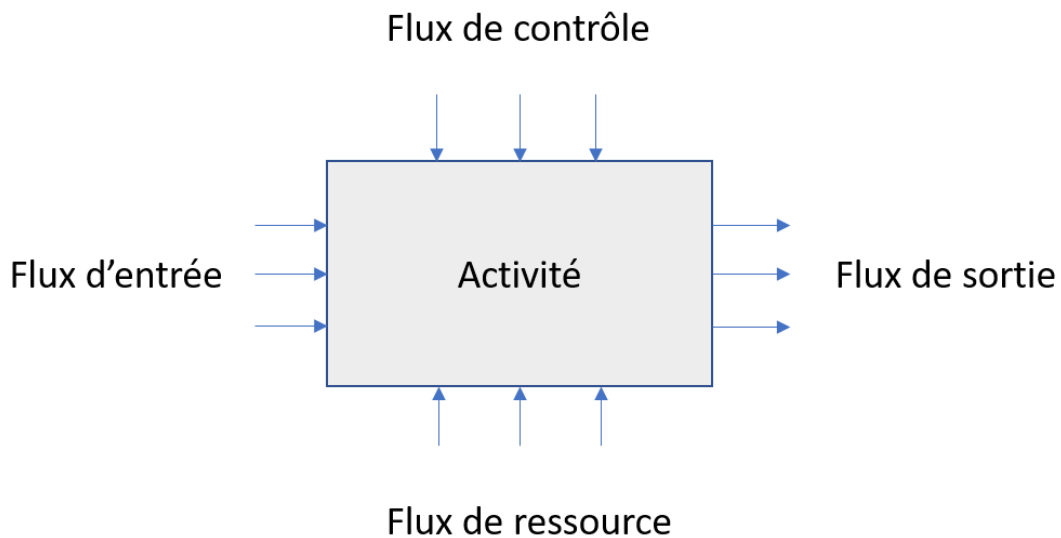 Flux de contrôle
Flux d’entrée
Activité
Flux de sortie
Flux de ressource